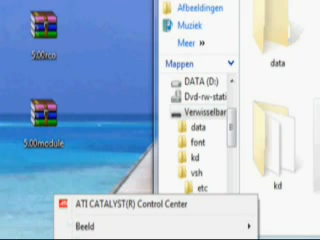 5.00rco
5.00module
Afbeeldingen
Muziek
Meer »
Mappen
DATA (D:)
Dvd-rw-stati
Verwisselbar
data
font
kd
vsh
etc
data
kd
ATI CATALYST(R) Control Center
Beeld